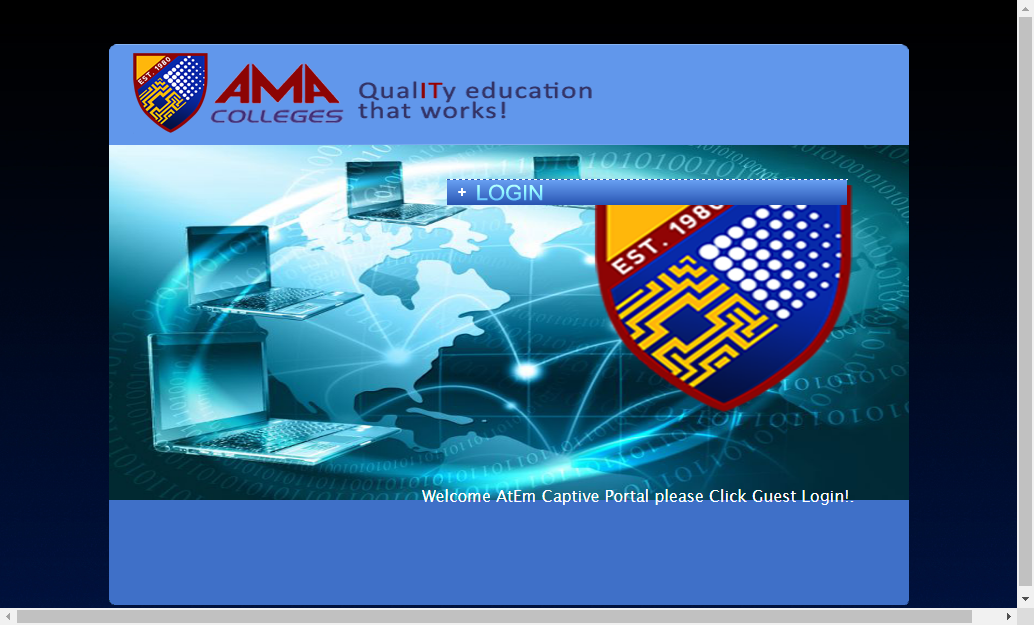 EST. 1980
AMA
COLLEGES
QualITy education
that works!
+ LOGIN
EST. 1980
Welcome AtEm Captive Portal please Click Guest Login!.